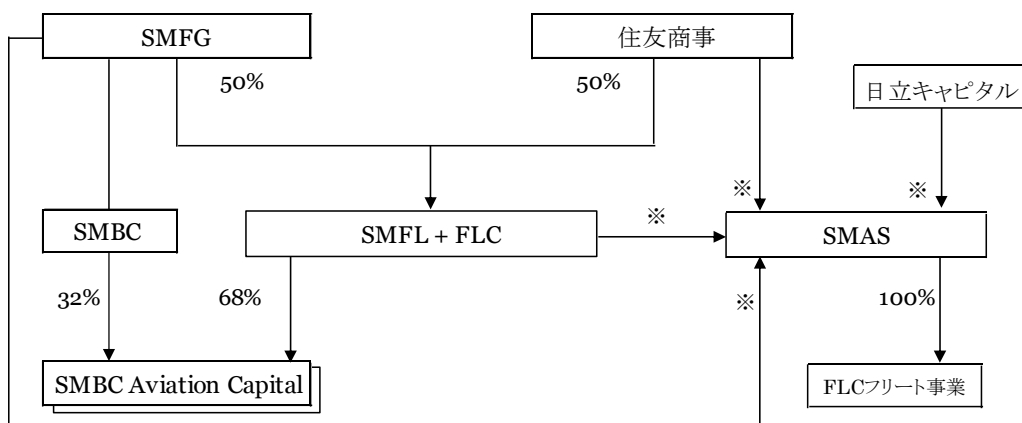 SMFG
住友商事
50%
50%
日立キャピタル
※
※
SMBC
SMFL + FLC
※
SMAS
32%
68%
※
100%
SMBC Aviation Capital
FLCフリート事業